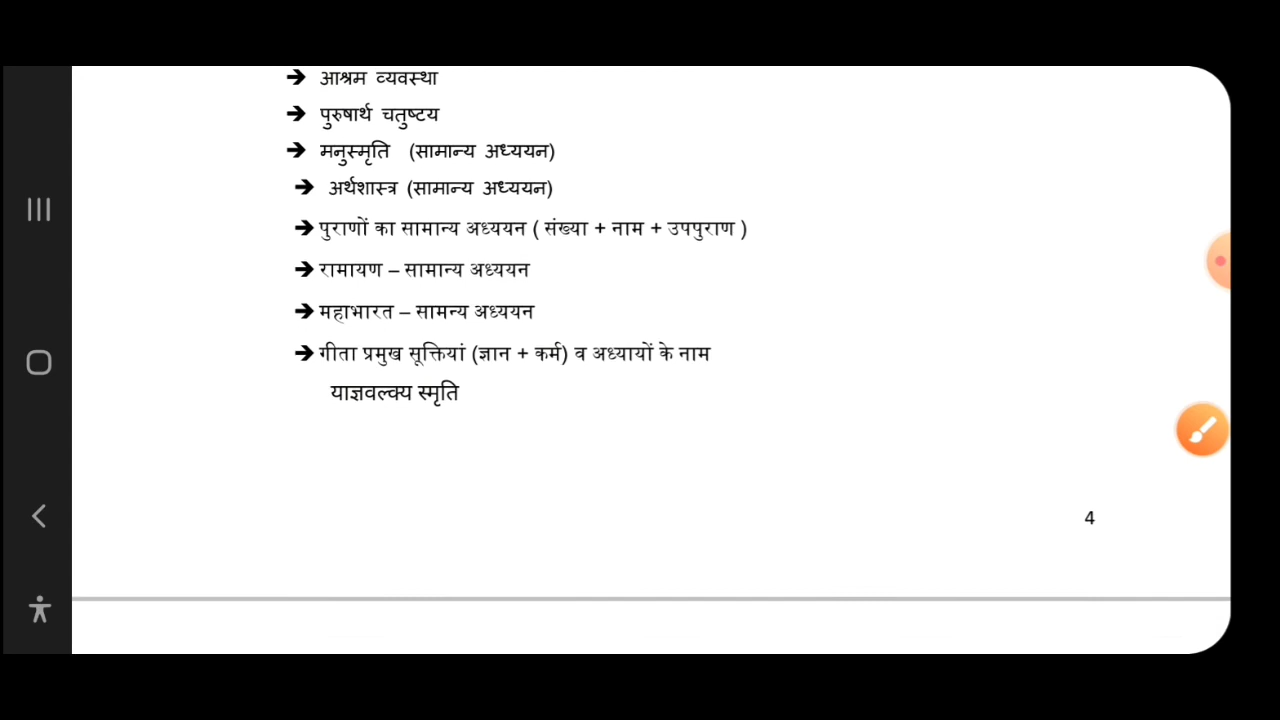 ➔ आश्रम व्यवस्था
➔ पुरुषार्थ चतुष्टय
➔ मनुस्मृति (सामान्य अध्ययन)
➔ अर्थशास्त्र (सामान्य अध्ययन)
➔ पुराणों का सामान्य अध्ययन ( संख्या + नाम + उपपुराण )
➔ रामायण – सामान्य अध्ययन
➔ महाभारत – सामन्य अध्ययन
➔ गीता प्रमुख सूक्तियां (ज्ञान + कर्म) व अध्यायों के नाम
याज्ञवल्क्य स्मृति
4